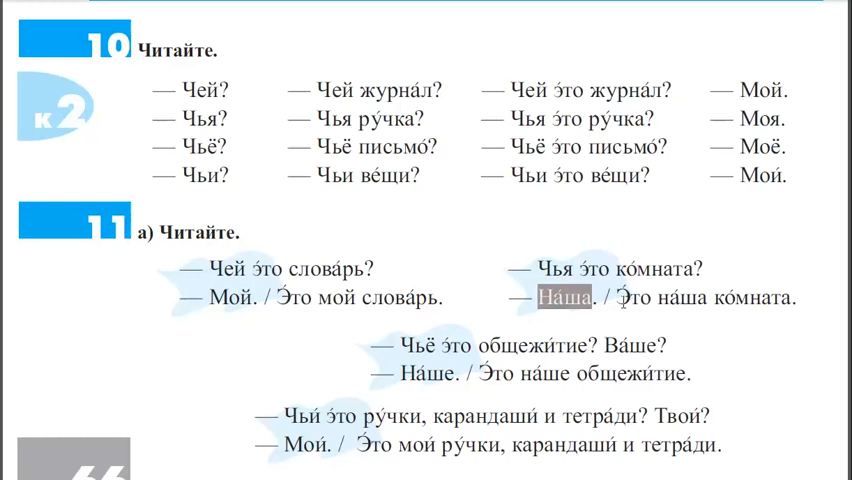 10 Читайте.
к 2
— Чей? — Чей журна́л? — Чей э́то журна́л? — Мой.
— Чья? — Чья ру́чка? — Чья э́то ру́чка? — Моя.
— Чьё? — Чьё письмо́? — Чьё э́то письмо́? — Моё.
— Чьи? — Чьи ве́щи? — Чьи э́то ве́щи? — Мои́.
11 а) Читайте.
— Чей э́то слова́рь? — Чья э́то ко́мната?
— Мой. / Э́то мой слова́рь. — На́ша. / Э́то на́ша ко́мната.
— Чьё э́то общежи́тие? Ва́ше?
— На́ше. / Э́то на́ше общежи́тие.
— Чьи́ э́то ру́чки, карандаши́ и тетра́ди? Твои́?
— Мои́. / Э́то мои́ ру́чки, карандаши́ и тетра́ди.
66